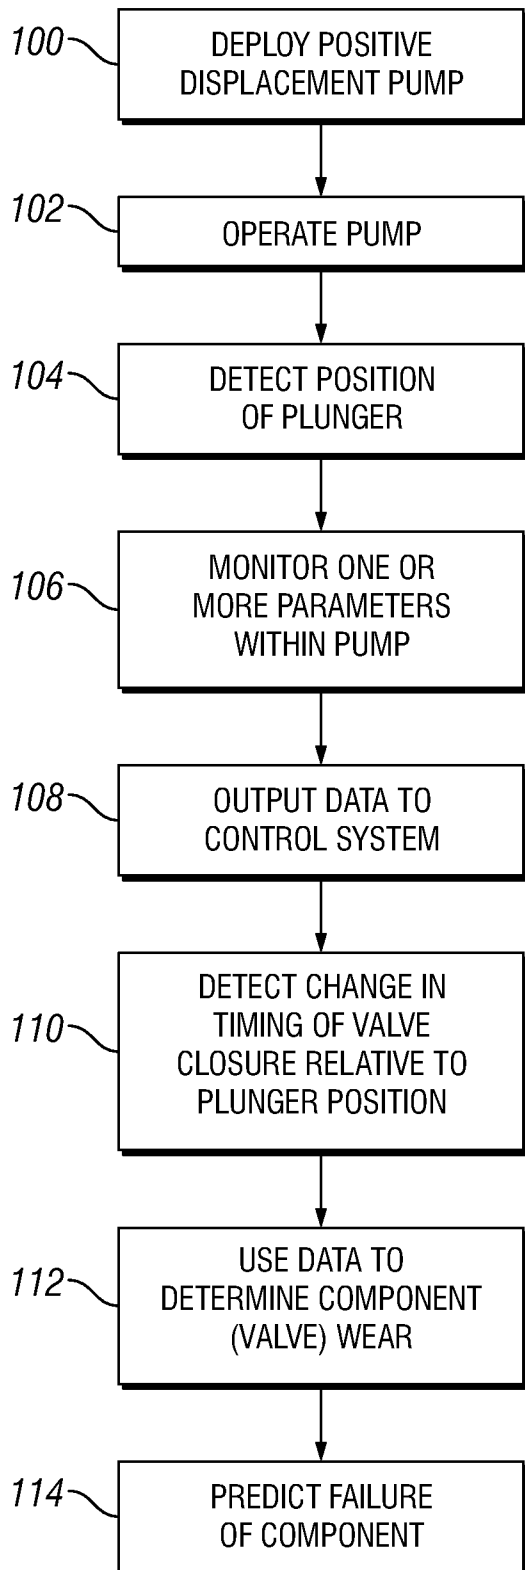 100
DEPLOY POSITIVE
DISPLACEMENT PUMP
102
OPERATE PUMP
104
DETECT POSITION
OF PLUNGER
106
MONITOR ONE OR
MORE PARAMETERS
WITHIN PUMP
108
OUTPUT DATA TO
CONTROL SYSTEM
110
DETECT CHANGE IN
TIMING OF VALVE
CLOSURE RELATIVE TO
PLUNGER POSITION
112
USE DATA TO
DETERMINE COMPONENT
(VALVE) WEAR
114
PREDICT FAILURE
OF COMPONENT